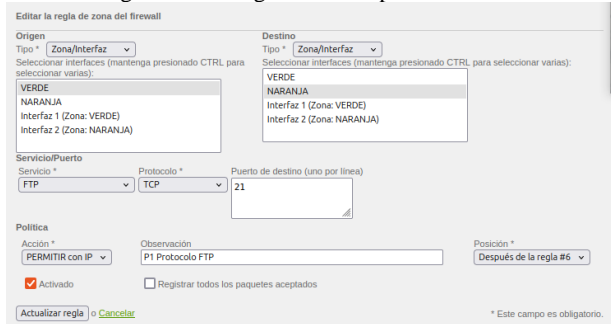 Editar la regla de zona del firewall
Origen Destino
Tipo * Zona/Interfaz Tipo * Zona/Interfaz
Seleccionar interfaces (mantenga presionado CTRL para Seleccionar interfaces (mantenga presionado CTRL para seleccionar varias):
seleccionar varias):
VERDE VERDE
NARANJA NARANJA
Interfaz 1 (Zona: VERDE) Interfaz 1 (Zona: VERDE)
Interfaz 2 (Zona: NARANJA) Interfaz 2 (Zona: NARANJA)
Servicio/Puerto
Servicio * Protocolo * Puerto de destino (uno por línea)
FTP TCP 21
Política
Acción * Observación Posición *
PERMITIR con IP P1 Protocolo FTP Después de la regla #6
Activado Registrar todos los paquetes aceptados
Actualizar regla o Cancelar * Este campo es obligatorio.